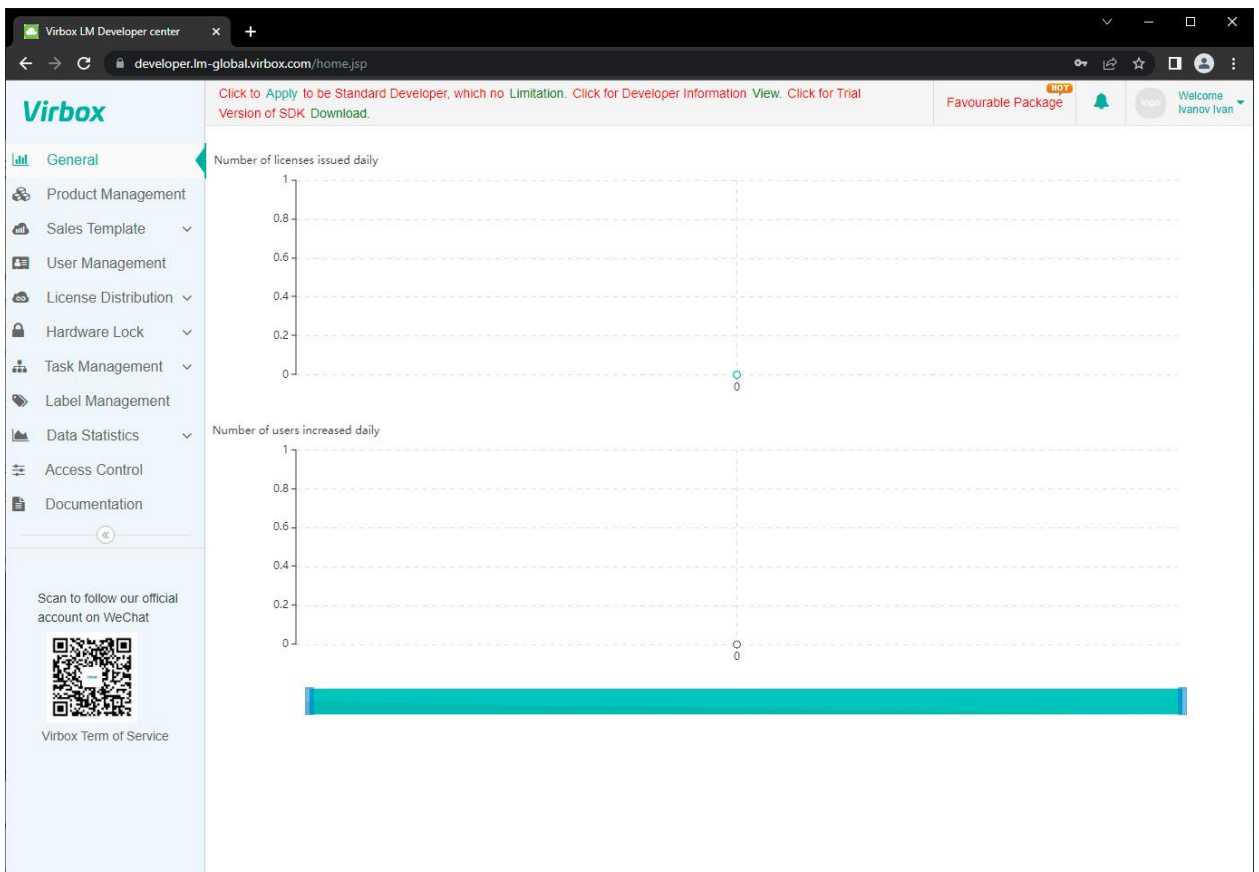 Virbox LM Developer center
developer.lm-global.virbox.com/home.jsp
Virbox
Click to Apply to be Standard Developer, which no Limitation. Click for Developer Information View. Click for Trial
Version of SDK Download.
HOT
Favourable Package
logo
Welcome
Ivanov Ivan
General
Product Management
Sales Template
User Management
License Distribution
Hardware Lock
Task Management
Label Management
Data Statistics
Access Control
Documentation
Scan to follow our official
account on WeChat
Virbox Term of Service
Number of licenses issued daily
1
0.8
0.6
0.4
0.2
0
0
Number of users increased daily
1
0.8
0.6
0.4
0.2
0
0